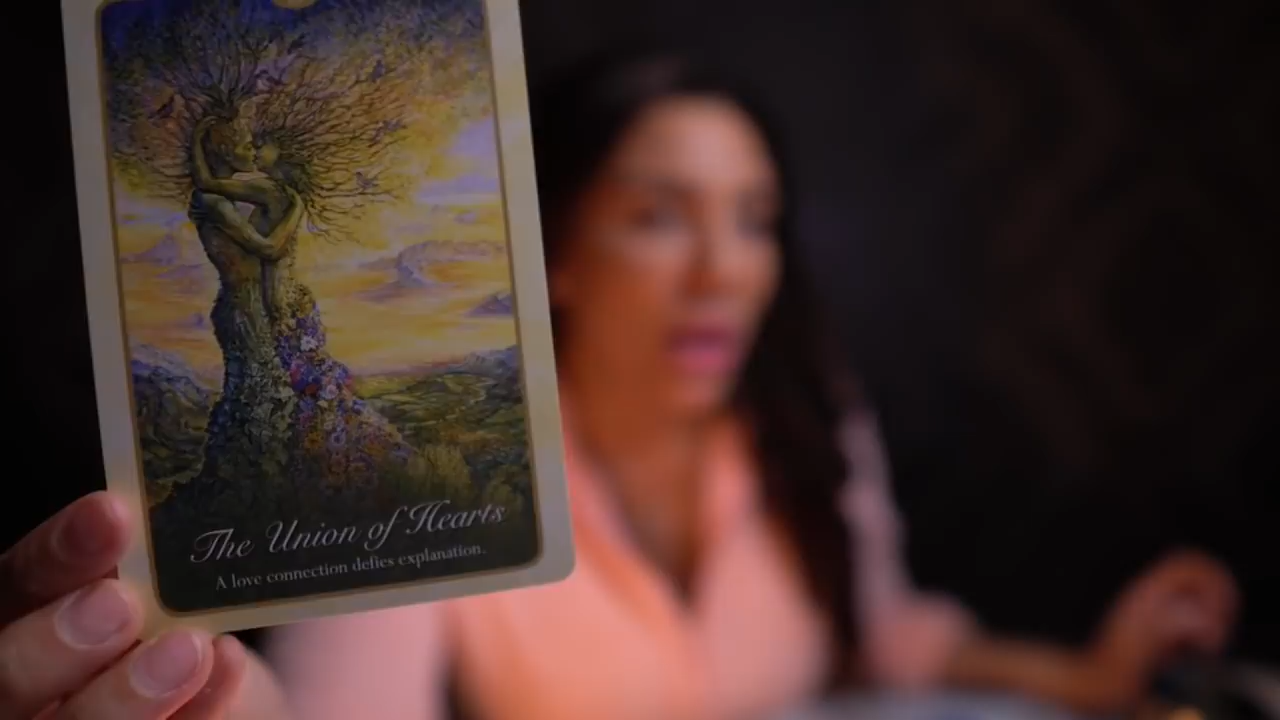 The Union of Hearts
A love connection defies explanation.